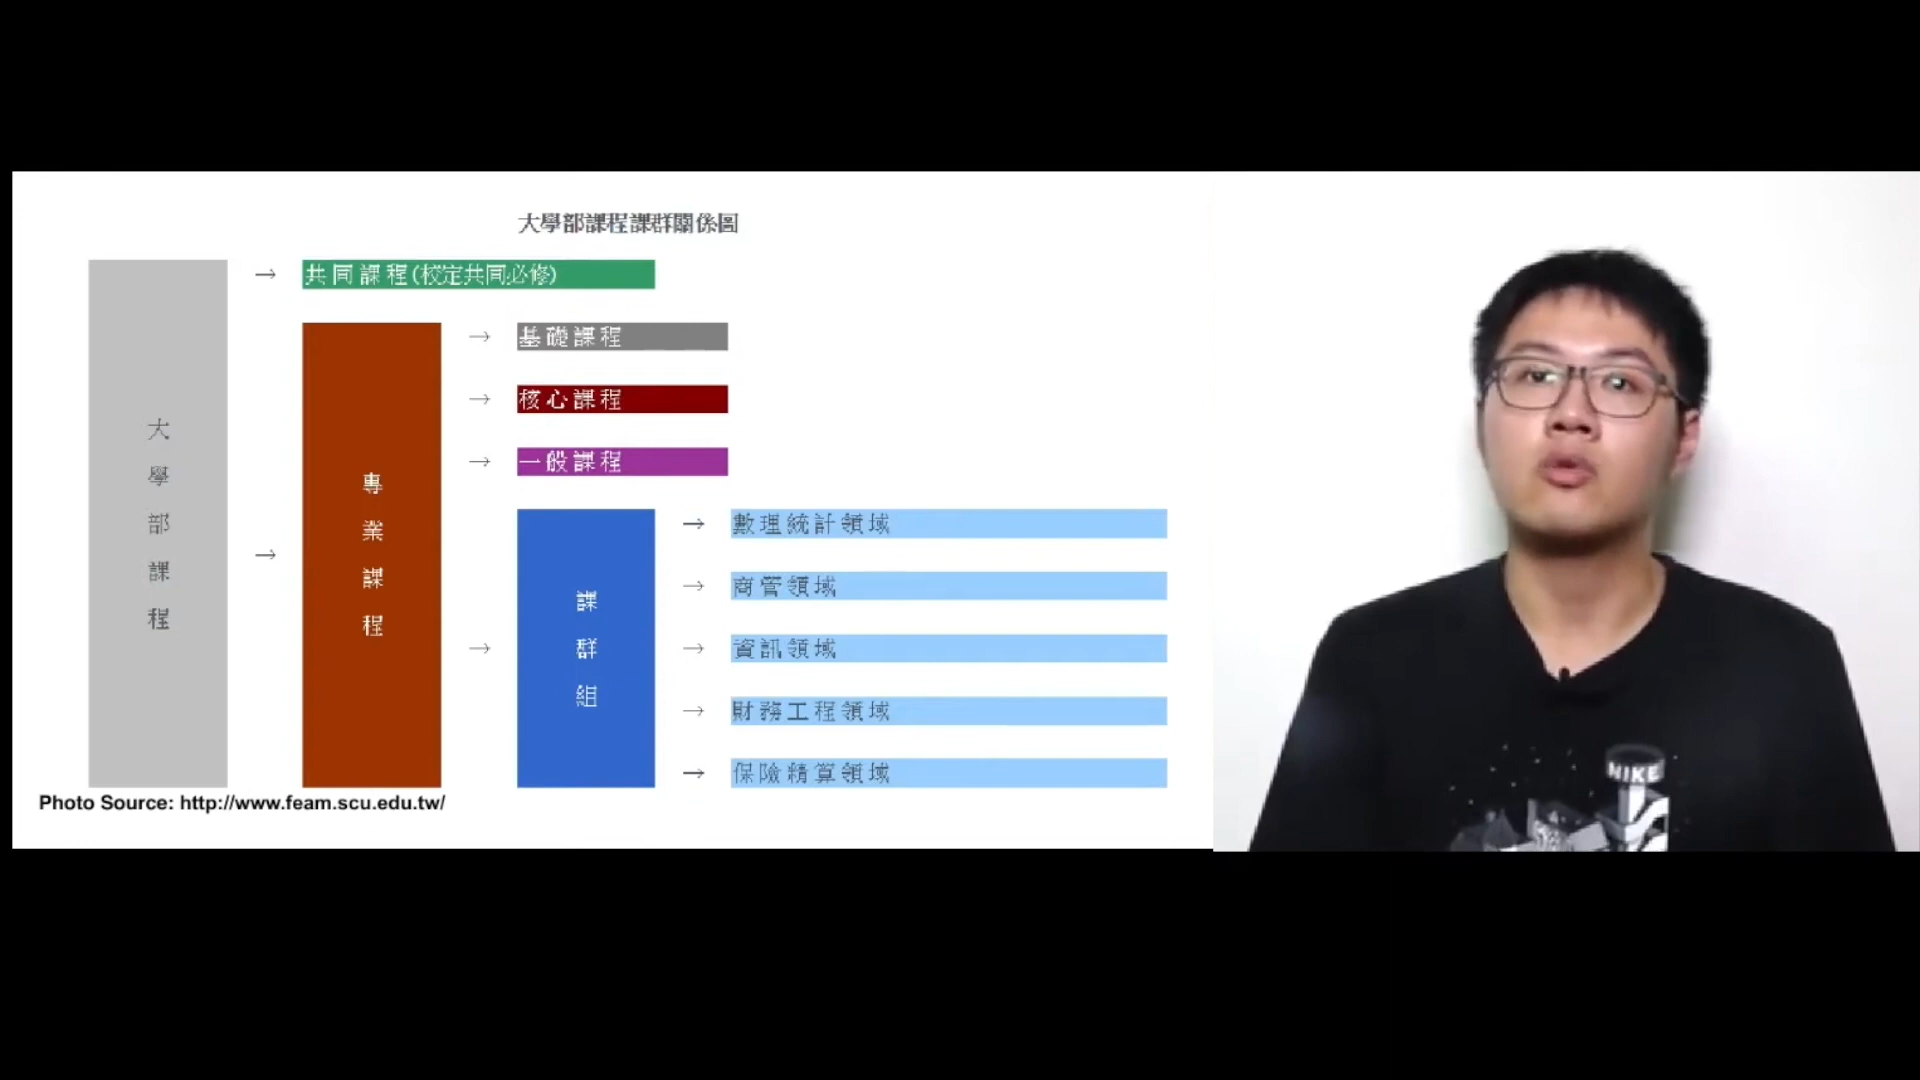 大學部課程課群關係圖
大學部課程
→ 共同課程(校定共同必修)
→ 專業課程
→ 基礎課程
→ 核心課程
→ 一般課程
→ 課群組
→ 數理統計領域
→ 商管領域
→ 資訊領域
→ 財務工程領域
→ 保險精算領域
Photo Source: http://www.feam.scu.edu.tw/
NIKE